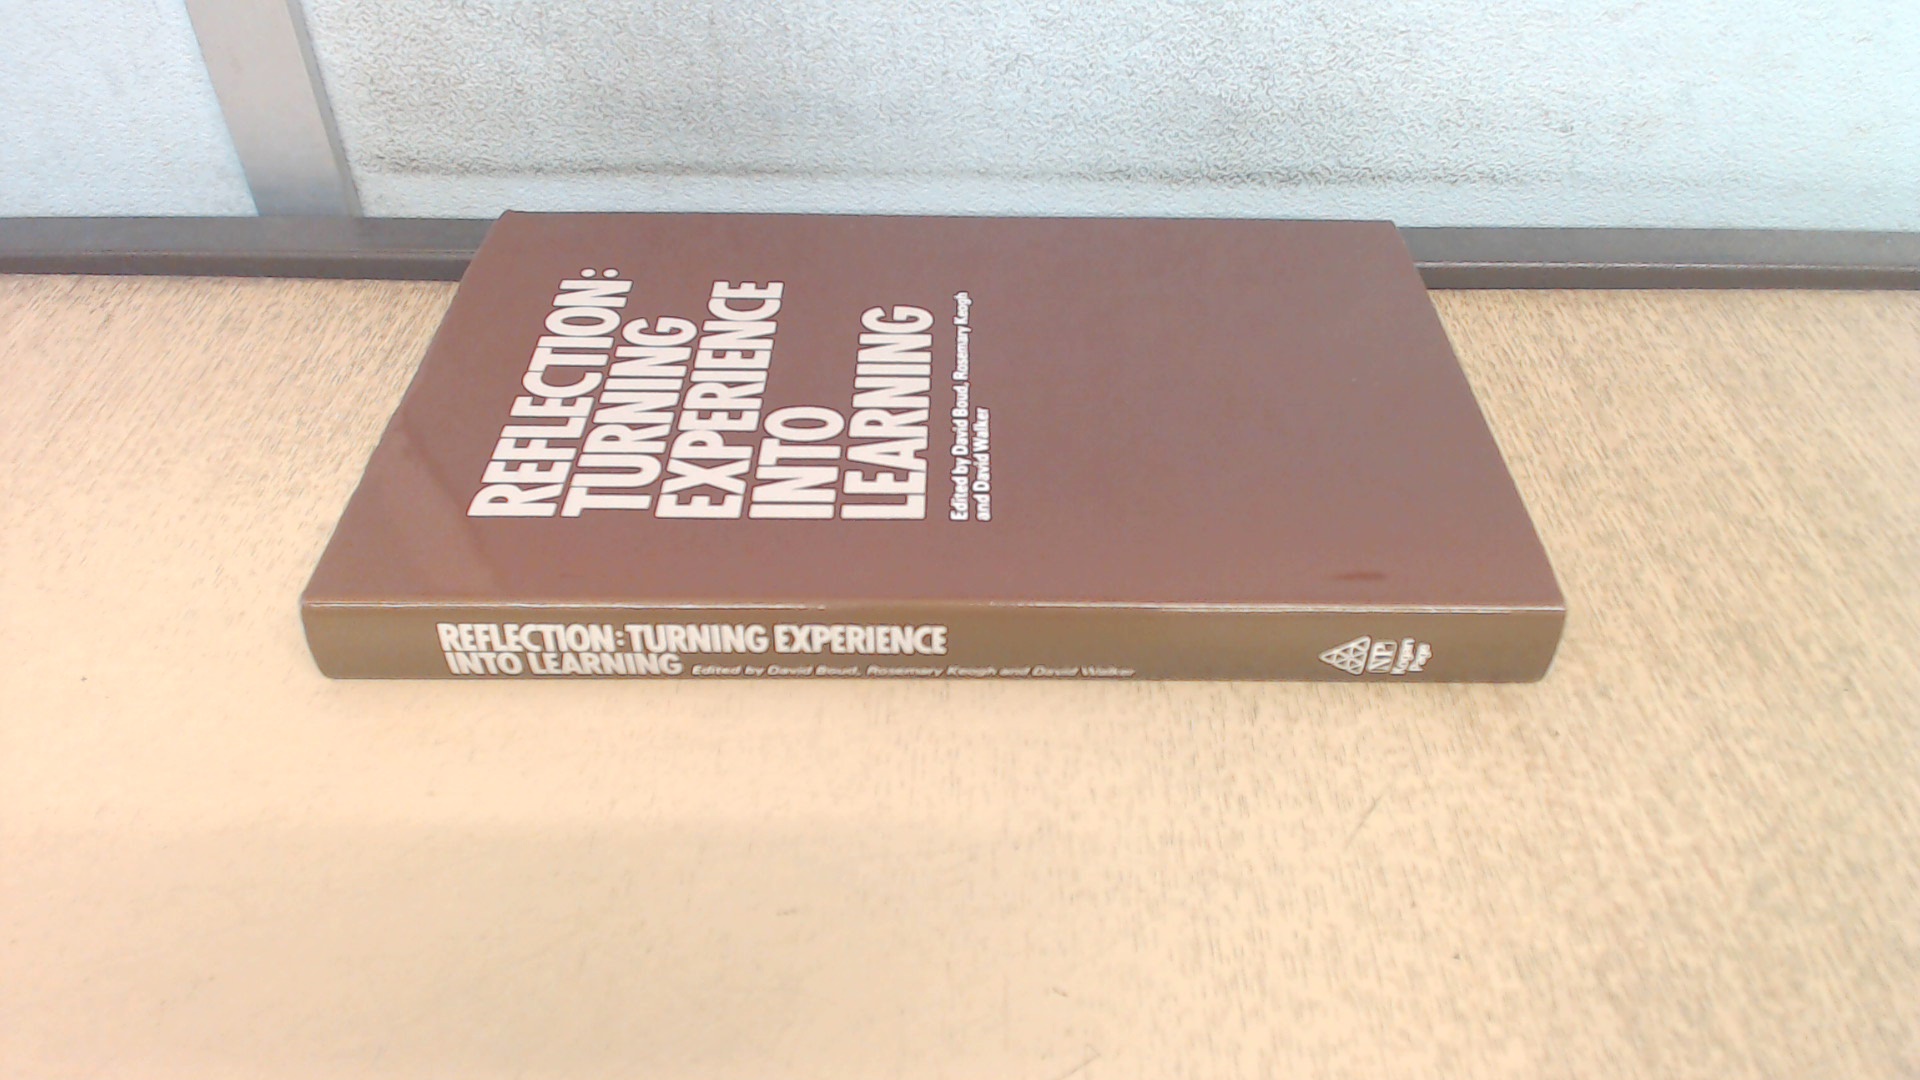 REFLECTION:
TURNING
EXPERIENCE
INTO
LEARNING
Edited by David Boud, Rosemary Keogh
and David Walker
REFLECTION: TURNING EXPERIENCE
INTO LEARNING Edited by David Boud, Rosemary Keogh and David Walker
NP
Kogan
Page